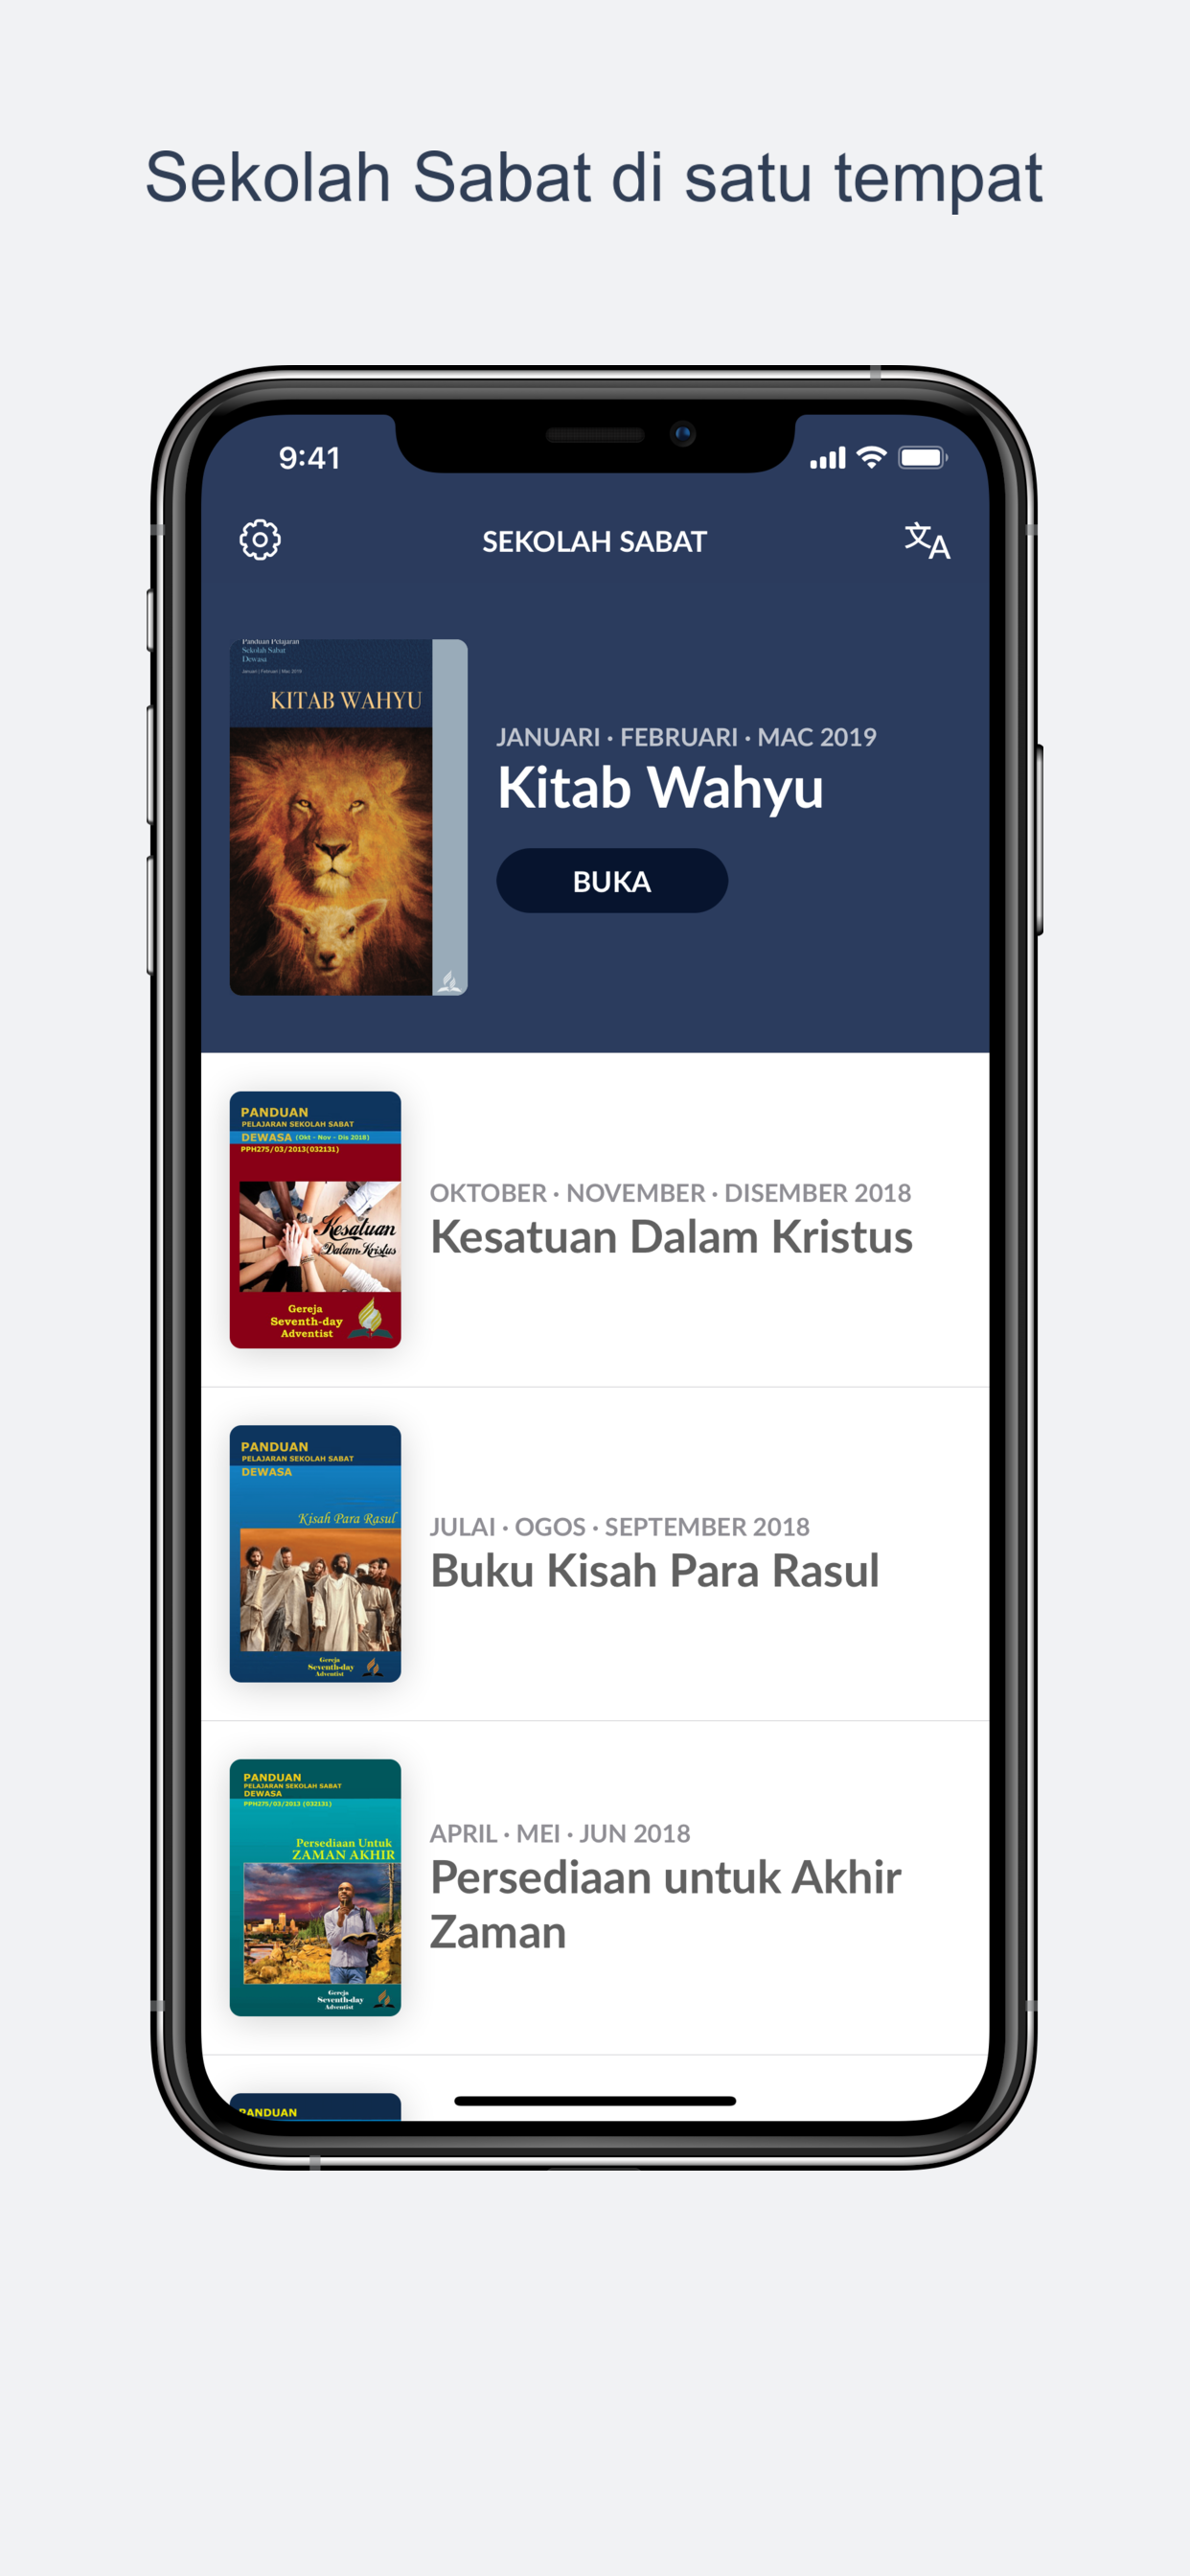 Sekolah Sabat di satu tempat
9:41
SEKOLAH SABAT
文A
Panduan Pelajaran
Sekolah Sabat
Dewasa
Januari | Februari | Mac 2019
KITAB WAHYU
JANUARI · FEBRUARI · MAC 2019
Kitab Wahyu
BUKA
PANDUAN
PELAJARAN SEKOLAH SABAT
DEWASA (Okt - Nov - Dis 2018)
PPH275/03/2013(032131)
Kesatuan
Dalam Kristus
Gereja
Seventh-day
Adventist
OKTOBER · NOVEMBER · DISEMBER 2018
Kesatuan Dalam Kristus
PANDUAN
PELAJARAN SEKOLAH SABAT
DEWASA
Kisah Para Rasul
Gereja
Seventh-day
Adventist
JULAI · OGOS · SEPTEMBER 2018
Buku Kisah Para Rasul
PANDUAN
PELAJARAN SEKOLAH SABAT
DEWASA
PPH275/03/2013 (032131)
Persediaan Untuk
ZAMAN AKHIR
Gereja
Seventh-day
Adventist
APRIL · MEI · JUN 2018
Persediaan untuk Akhir
Zaman
PANDUAN